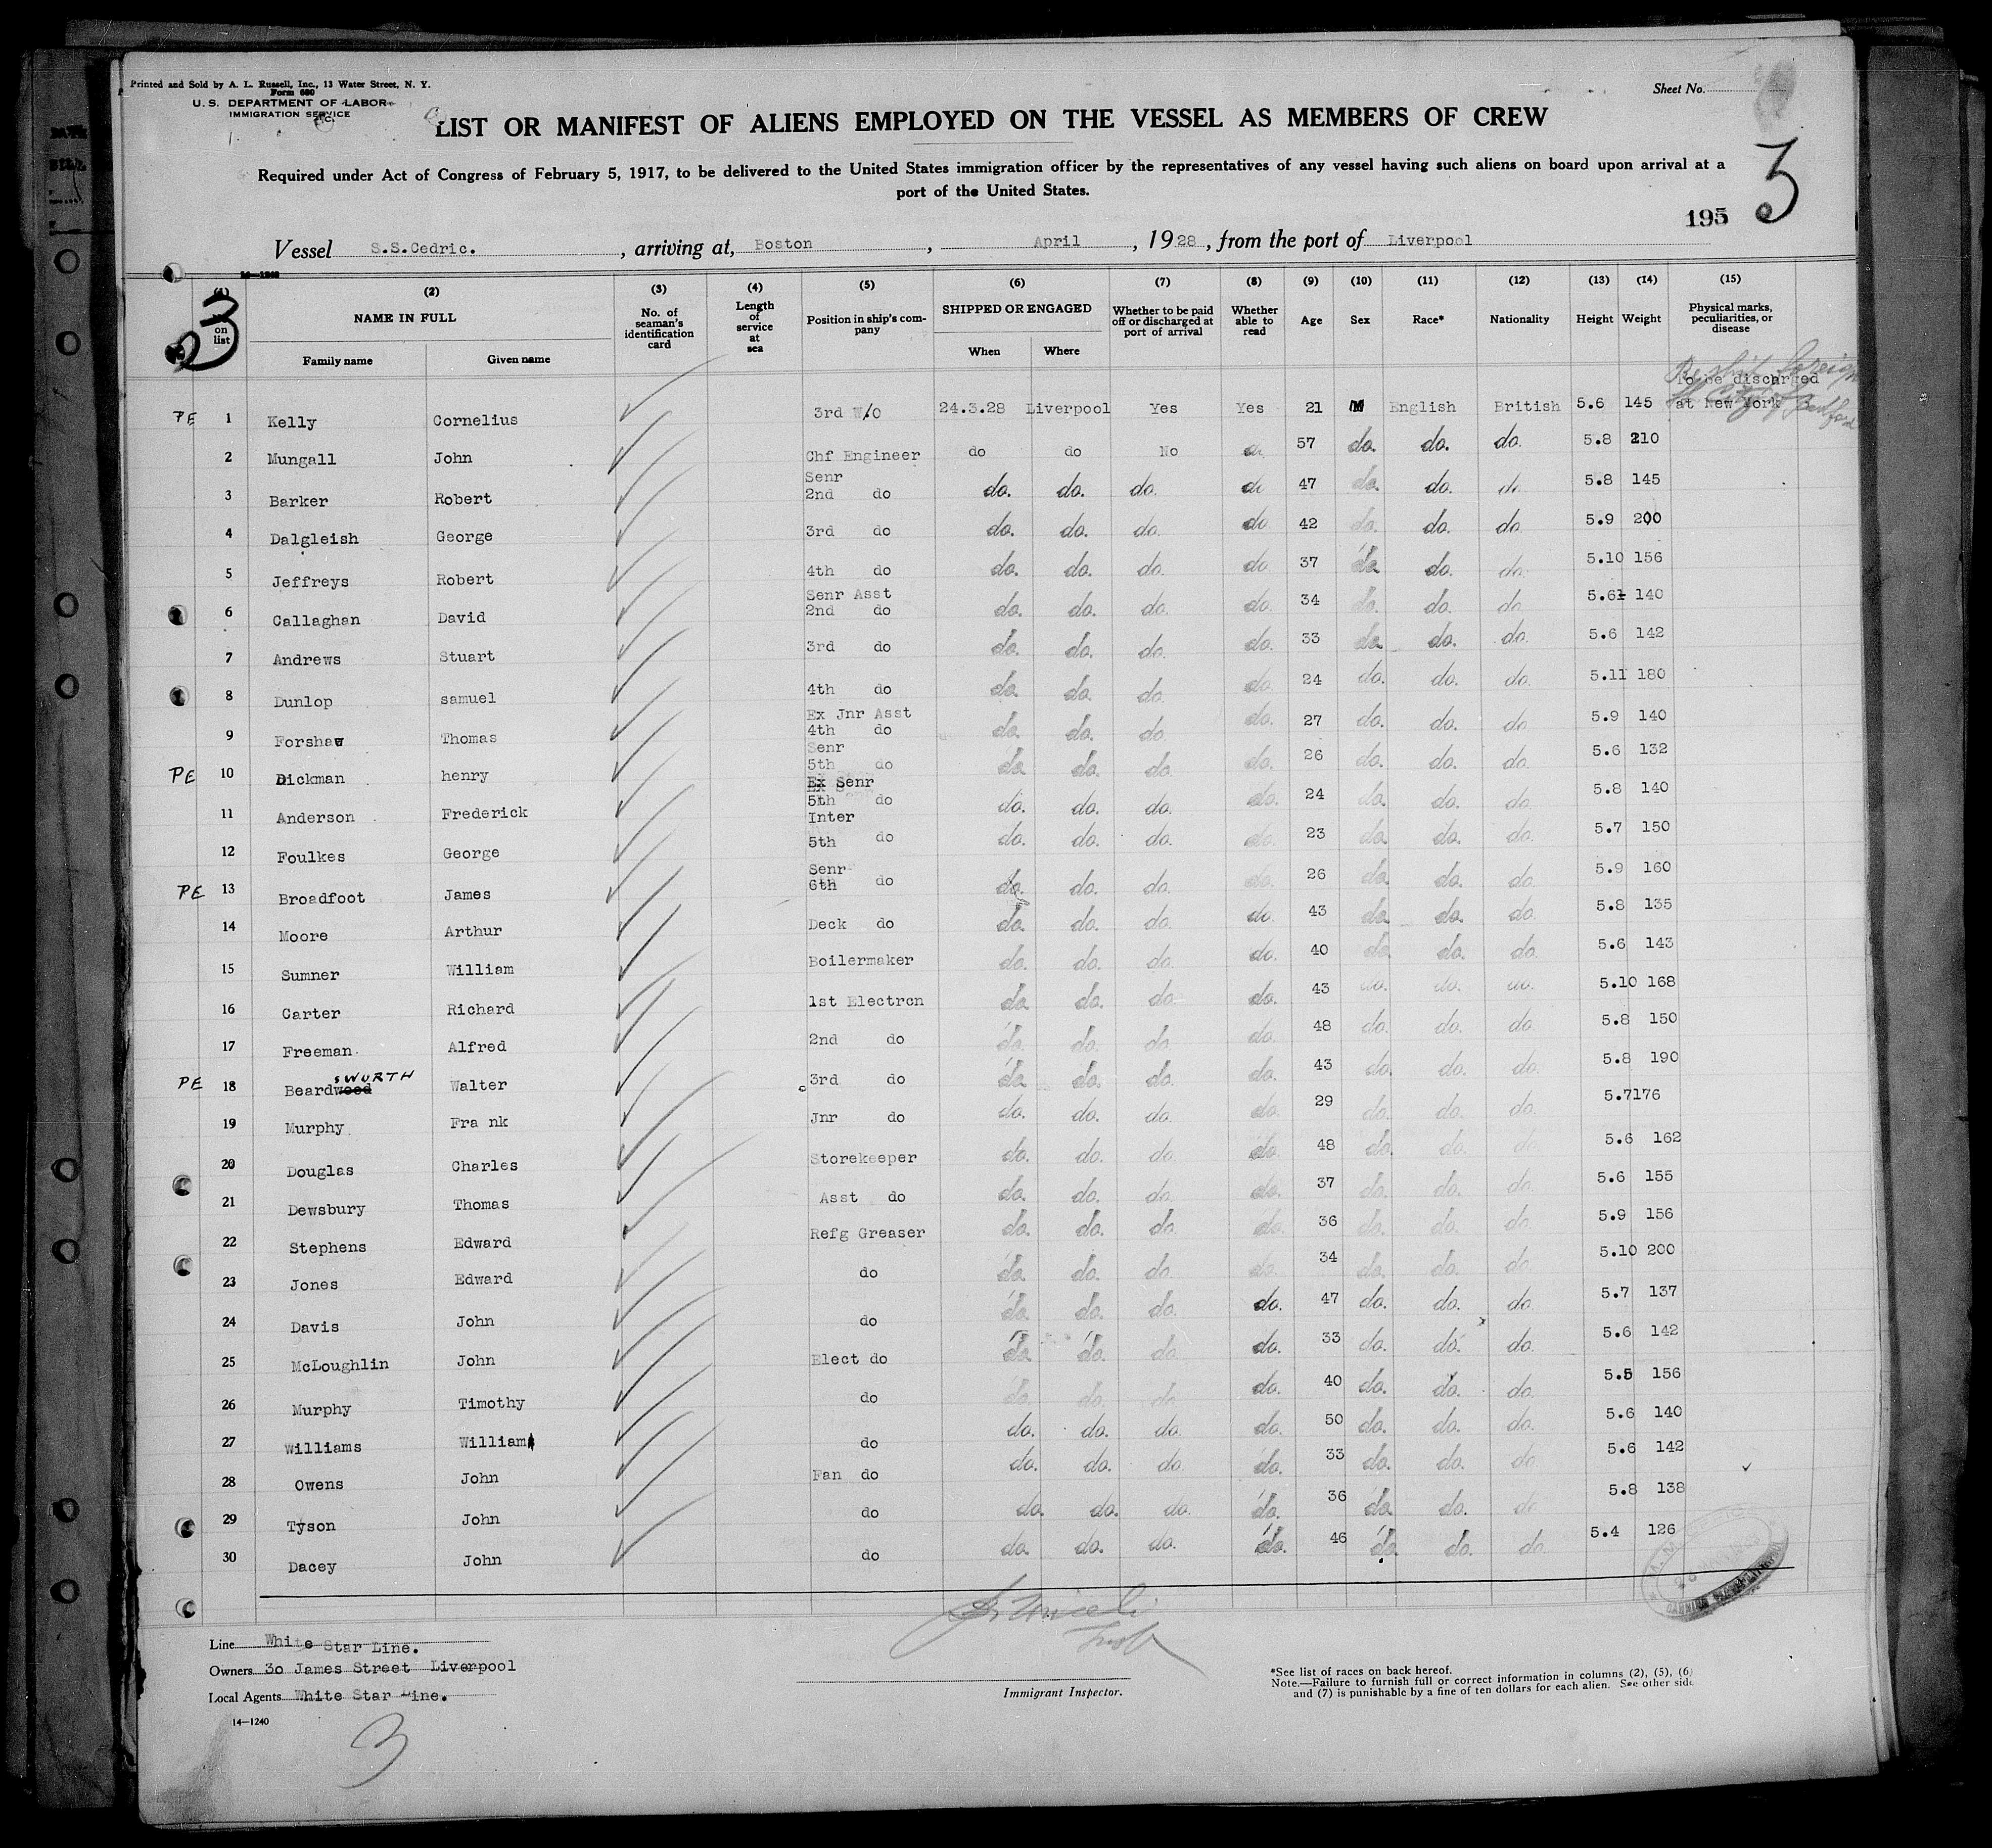 Printed and Sold by A. L. Russell, Inc., 13 Water Street, N. Y.
Form 680
U. S. DEPARTMENT OF LABOR
IMMIGRATION SERVICE
Sheet No.
LIST OR MANIFEST OF ALIENS EMPLOYED ON THE VESSEL AS MEMBERS OF CREW
Required under Act of Congress of February 5, 1917, to be delivered to the United States immigration officer by the representatives of any vessel having such aliens on board upon arrival at a
port of the United States.
3
195
Vessel S.S.Cedric. , arriving at, Boston , April , 1928 , from the port of Liverpool
14—1240
3
(1) on list
(2) NAME IN FULL Family name Given name
(3) No. of seaman's identification card
(4) Length of service at sea
(5) Position in ship's company
(6) SHIPPED OR ENGAGED When Where
(7) Whether to be paid off or discharged at port of arrival
(8) Whether able to read
(9) Age
(10) Sex
(11) Race*
(12) Nationality
(13) Height
(14) Weight
(15) Physical marks, peculiarities, or disease
Reship foreign
To be discharged
PE 1 Kelly Cornelius 3rd W/O 24.3.28 Liverpool Yes Yes 21 M English British 5.6 145 at New York
2 Mungall John Chf Engineer do do No do 57 do. do. do. 5.8 210
3 Barker Robert Senr 2nd do do. do. do. do 47 do. do. do. 5.8 145
4 Dalgleish George 3rd do do. do. do. do. 42 do. do. do. 5.9 200
5 Jeffreys Robert 4th do do. do. do. do 37 do. do. do. 5.10 156
6 Callaghan David Senr Asst 2nd do do. do. do. do. 34 do. do. do. 5.6 140
7 Andrews Stuart 3rd do do. do. do. do. 33 do. do. do. 5.6 142
8 Dunlop samuel 4th do do. do. do. do. 24 do. do. do. 5.11 180
9 Forshaw Thomas Ex Jnr Asst 4th do do. do. do. do. 27 do. do. do. 5.9 140
PE 10 Dickman henry Senr 5th do do. do. do. do. 26 do. do. do. 5.6 132
11 Anderson Frederick Ex Senr 5th do do. do. do. do. 24 do. do. do. 5.8 140
12 Foulkes George Inter 5th do do. do. do. do. 23 do. do. do. 5.7 150
PE 13 Broadfoot James Senr 6th do do. do. do. do. 26 do. do. do. 5.9 160
14 Moore Arthur Deck do do. do. do. do. 43 do. do. do. 5.8 135
15 Sumner William Boilermaker do. do. do. do. 40 do. do. do. 5.6 143
16 Carter Richard 1st Electrcn do. do. do. do. 43 do. do. do. 5.10 168
17 Freeman Alfred 2nd do do. do. do. do. 48 do. do. do. 5.8 150
PE 18 Beardwood SWORTH Walter 3rd do do. do. do. do. 43 do. do. do. 5.8 190
19 Murphy Fra nk Jnr do do. do. do. do. 29 do. do. do. 5.7 176
20 Douglas Charles Storekeeper do. do. do. do. 48 do. do. do. 5.6 162
21 Dewsbury Thomas Asst do do. do. do. do. 37 do. do. do. 5.6 155
22 Stephens Edward Refg Greaser do. do. do. do. 36 do. do. do. 5.9 156
23 Jones Edward do do. do. do. do. 34 do. do. do. 5.10 200
24 Davis John do do. do. do. do. 47 do. do. do. 5.7 137
25 McLoughlin John Elect do do. do. do. do. 33 do. do. do. 5.6 142
26 Murphy Timothy do do. do. do. do. 40 do. do. do. 5.5 156
27 Williams William do do. do. do. do. 50 do. do. do. 5.6 140
28 Owens John Fan do do. do. do. do. 33 do. do. do. 5.6 142
29 Tyson John do do. do. do. do. 36 do. do. do. 5.8 138
30 Dacey John do do. do. do. do. 46 do. do. do. 5.4 126
Line White Star Line.
Owners 30 James Street Liverpool
Local Agents White Star Line.
14—1240
Immigrant Inspector.
*See list of races on back hereof.
Note.—Failure to furnish full or correct information in columns (2), (5), (6)
and (7) is punishable by a fine of ten dollars for each alien. See other side
3